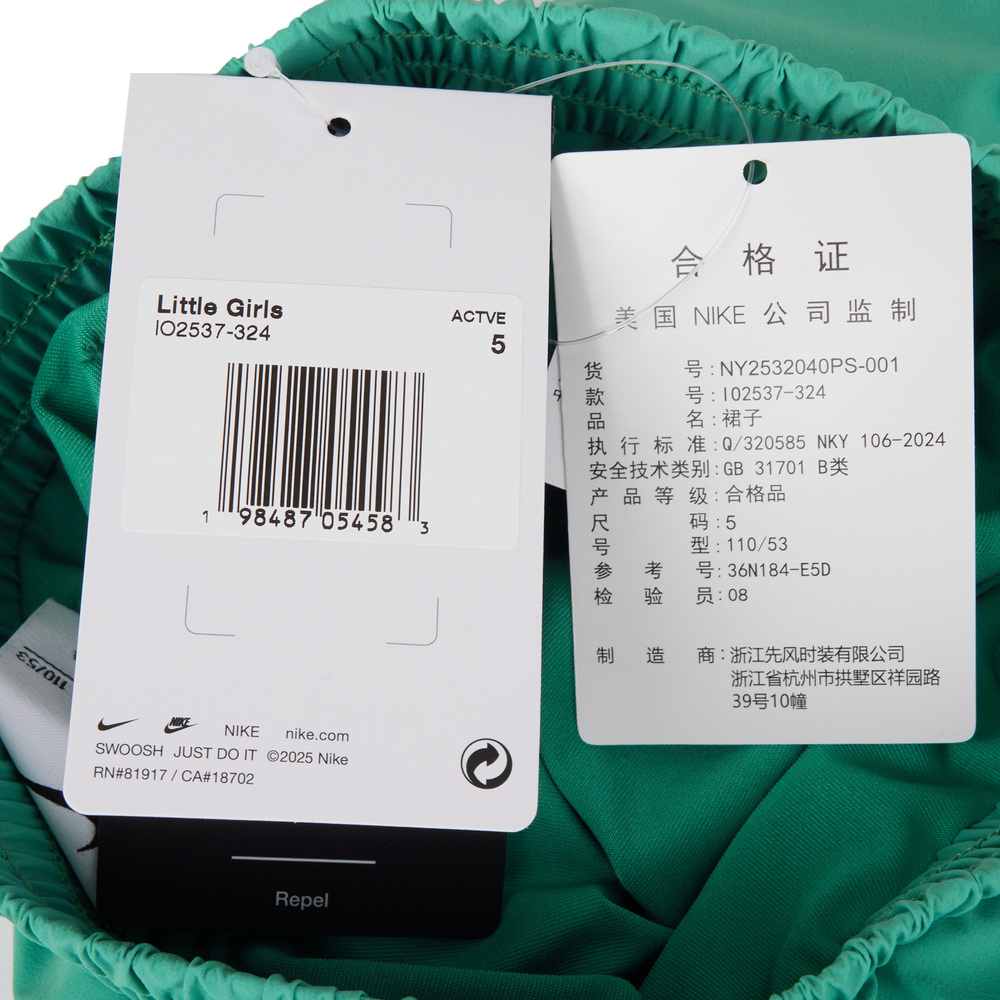 Little Girls
IO2537-324
ACTVE
5
1 98487 05458 3
NIKE
NIKE nike.com
SWOOSH JUST DO IT ©2025 Nike
RN#81917 / CA#18702
Repel
110/53
合格证
美国 NIKE 公司监制
货号:NY2532040PS-001
款号:IO2537-324
品名:裙子
执行标准:Q/320585 NKY 106-2024
安全技术类别:GB 31701 B类
产品等级:合格品
尺码:5
号型:110/53
参考号:36N184-E5D
检验员:08
制造商:浙江先风时装有限公司
浙江省杭州市拱墅区祥园路
39号10幢